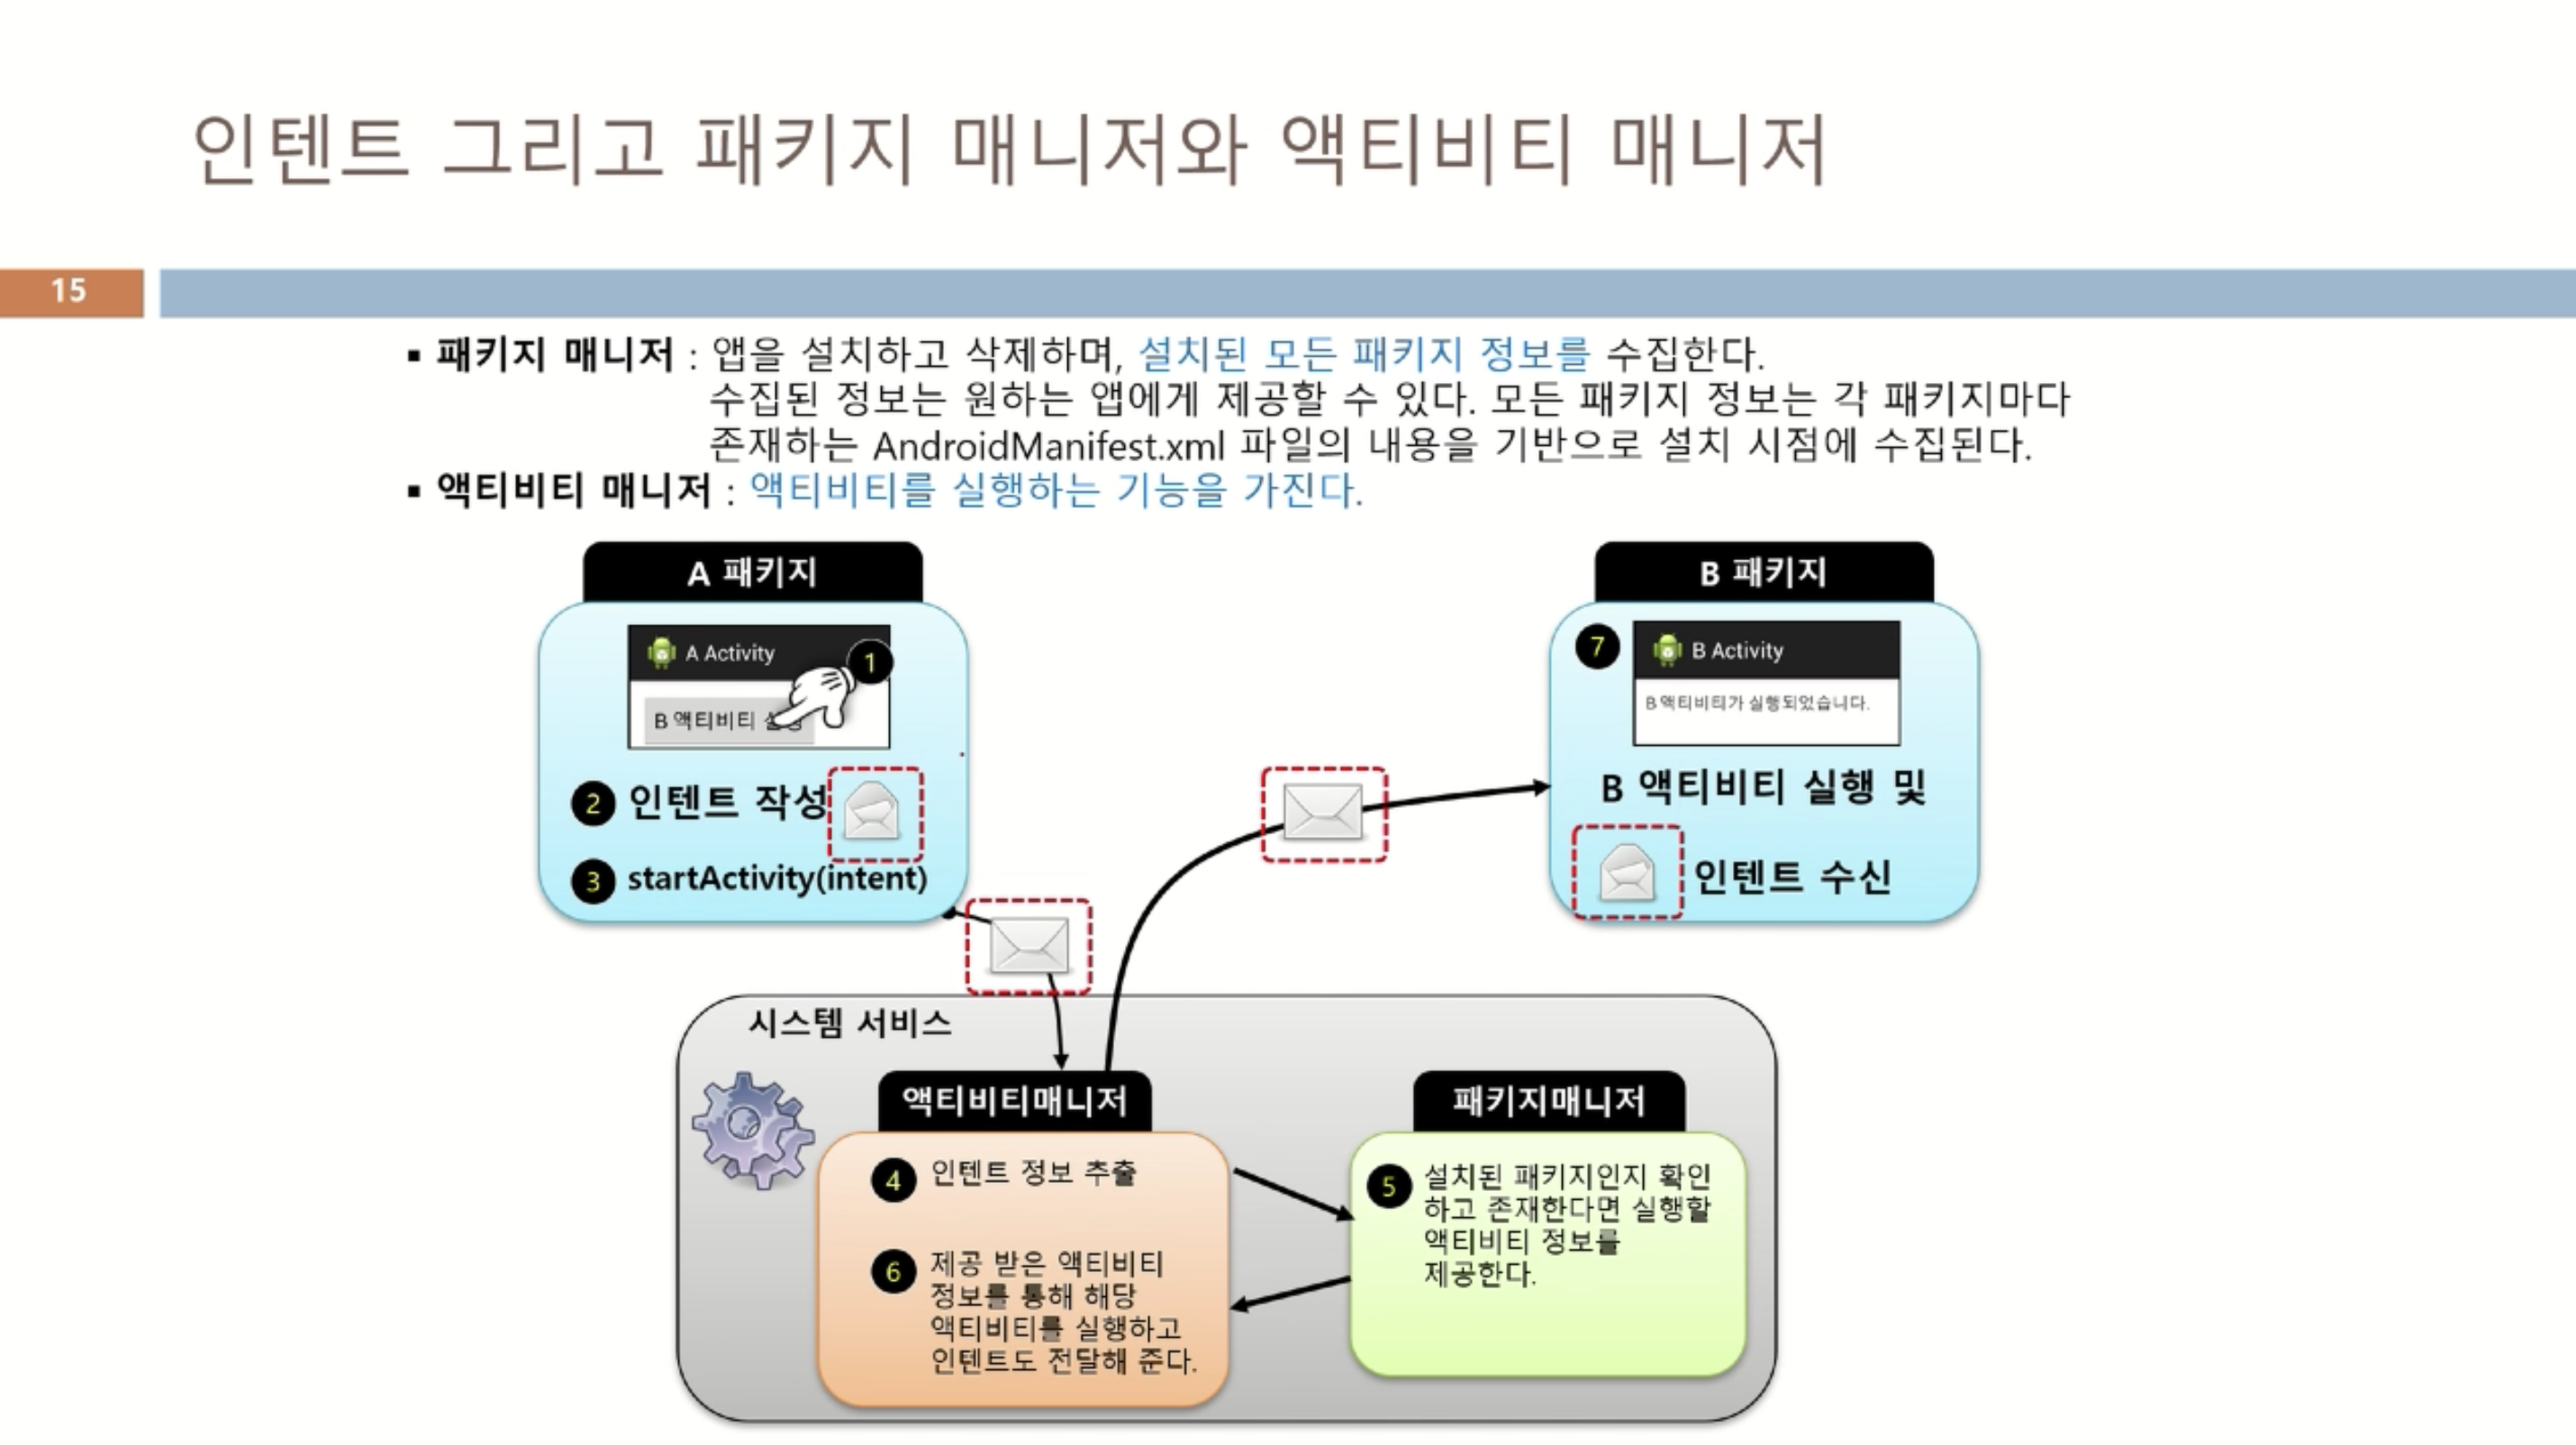 인텐트 그리고 패키지 매니저와 액티비티 매니저
15
▪ 패키지 매니저 : 앱을 설치하고 삭제하며, 설치된 모든 패키지 정보를 수집한다.
수집된 정보는 원하는 앱에게 제공할 수 있다. 모든 패키지 정보는 각 패키지마다
존재하는 AndroidManifest.xml 파일의 내용을 기반으로 설치 시점에 수집된다.
▪ 액티비티 매니저 : 액티비티를 실행하는 기능을 가진다.
A 패키지
A Activity
1
B 액티비티
2 인텐트 작성
3 startActivity(intent)
B 패키지
7
B Activity
B 액티비티가 실행되었습니다.
B 액티비티 실행 및
인텐트 수신
시스템 서비스
액티비티매니저
4 인텐트 정보 추출
6 제공 받은 액티비티
정보를 통해 해당
액티비티를 실행하고
인텐트도 전달해 준다.
패키지매니저
5 설치된 패키지인지 확인
하고 존재한다면 실행할
액티비티 정보를
제공한다.